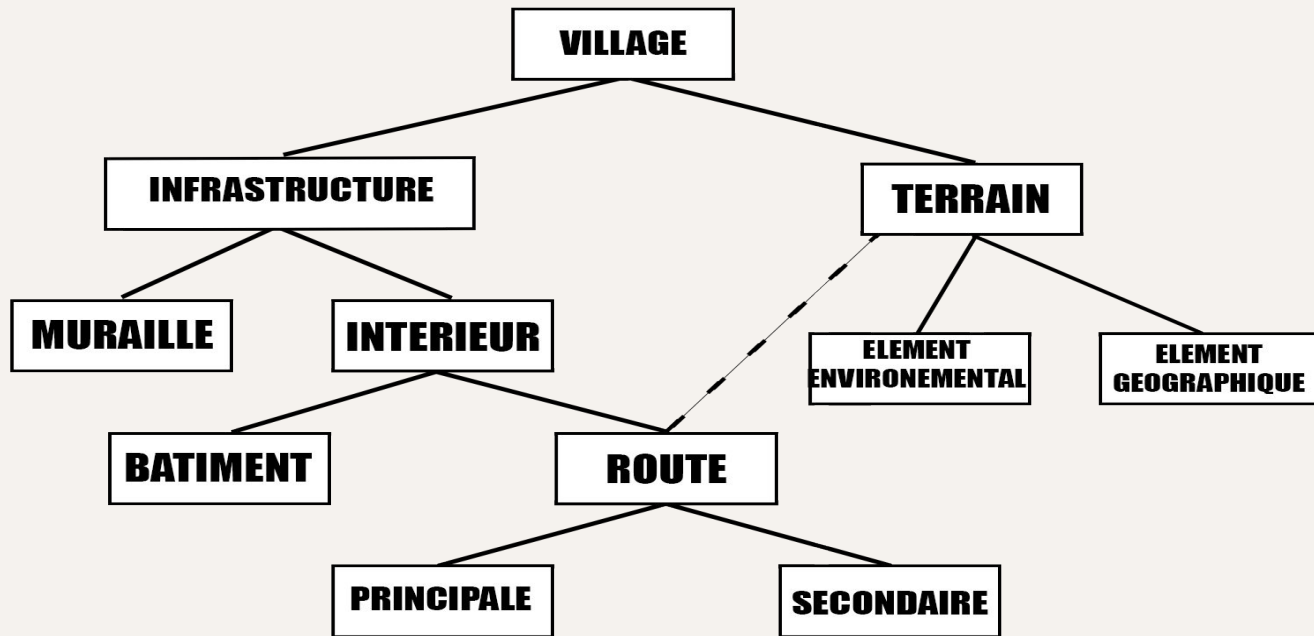 VILLAGE
INFRASTRUCTURE
TERRAIN
MURAILLE
INTERIEUR
ELEMENT
ENVIRONEMENTAL
ELEMENT
GEOGRAPHIQUE
BATIMENT
ROUTE
PRINCIPALE
SECONDAIRE